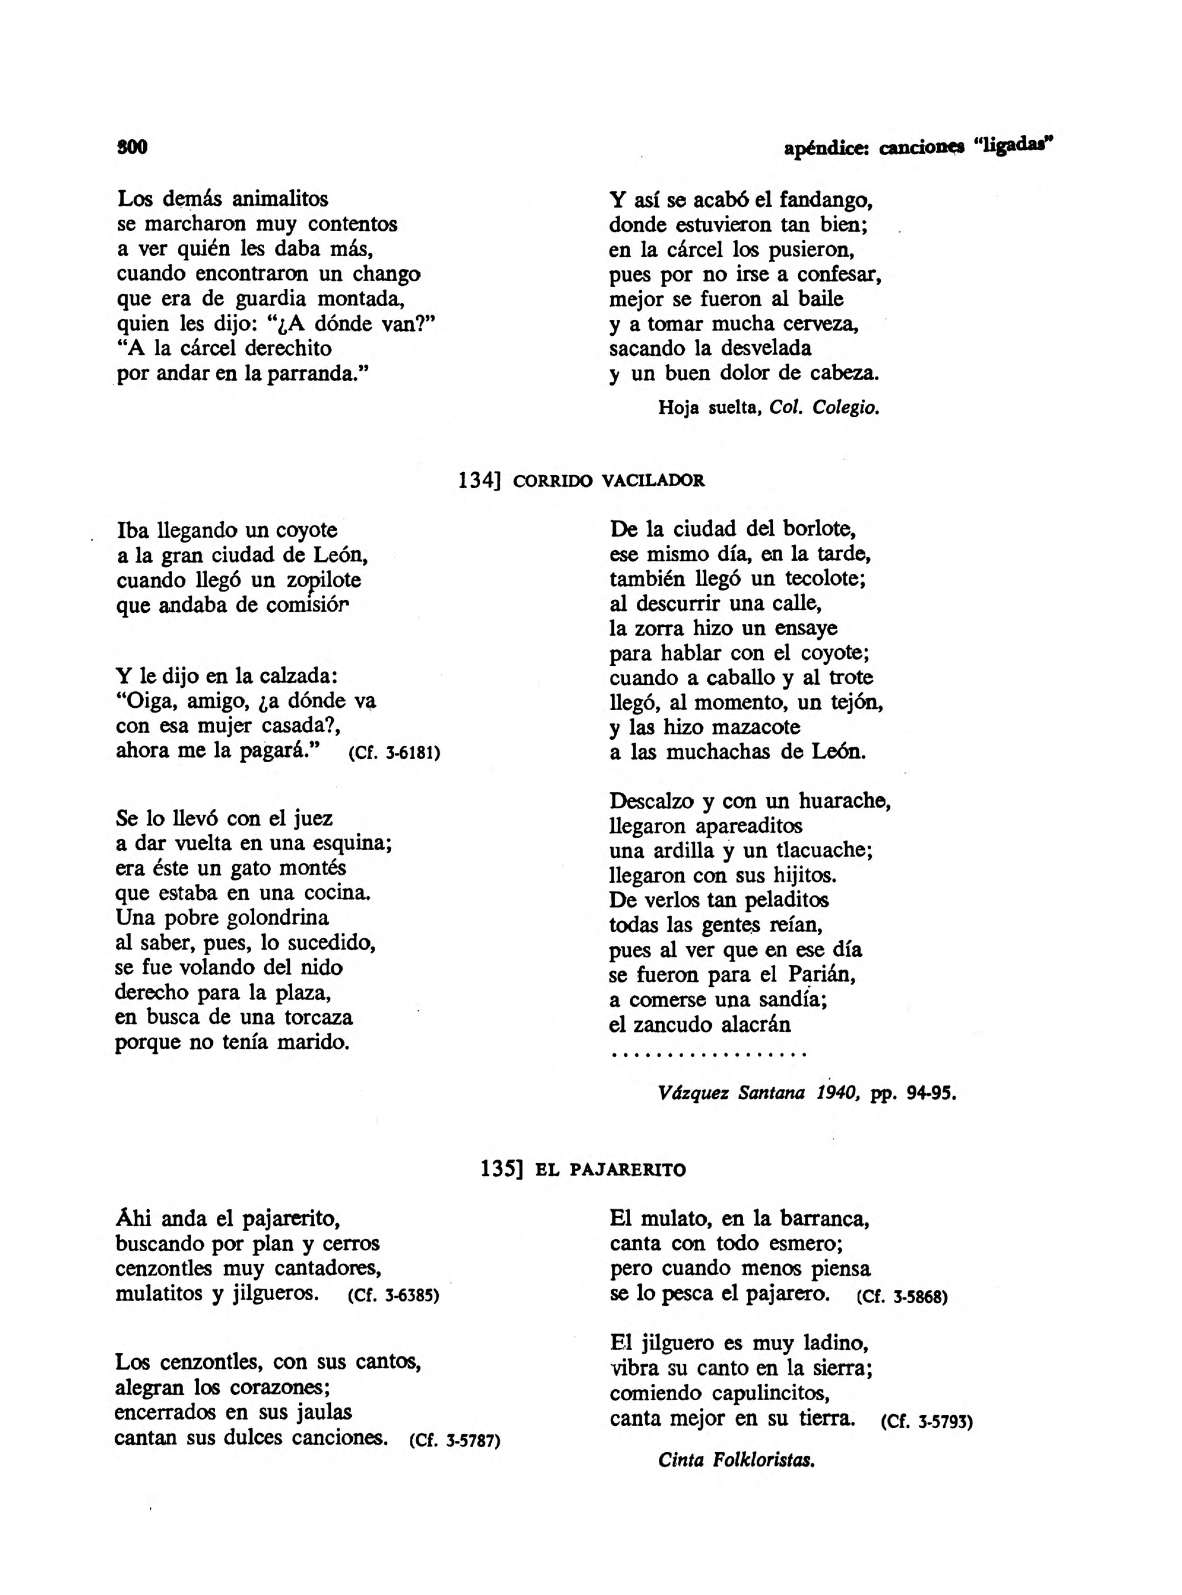 300
apéndice: canciones “ligadas”
Los demás animalitos
se marcharon muy contentos
a ver quién les daba más,
cuando encontraron un chango
que era de guardia montada,
quien les dijo: “¿A dónde van?”
“A la cárcel derechito
por andar en la parranda.”
Y así se acabó el fandango,
donde estuvieron tan bien;
en la cárcel los pusieron,
pues por no irse a confesar,
mejor se fueron al baile
y a tomar mucha cerveza,
sacando la desvelada
y un buen dolor de cabeza.
Hoja suelta, Col. Colegio.
134] CORRIDO VACILADOR
Iba llegando un coyote
a la gran ciudad de León,
cuando llegó un zopilote
que andaba de comisión
Y le dijo en la calzada:
“Oiga, amigo, ¿a dónde va
con esa mujer casada?,
ahora me la pagará.” (Cf. 3-6181)
Se lo llevó con el juez
a dar vuelta en una esquina;
era éste un gato montés
que estaba en una cocina.
Una pobre golondrina
al saber, pues, lo sucedido,
se fue volando del nido
derecho para la plaza,
en busca de una torcaza
porque no tenía marido.
De la ciudad del borlote,
ese mismo día, en la tarde,
también llegó un tecolote;
al descurrir una calle,
la zorra hizo un ensaye
para hablar con el coyote;
cuando a caballo y al trote
llegó, al momento, un tejón,
y las hizo mazacote
a las muchachas de León.
Descalzo y con un huarache,
llegaron apareaditos
una ardilla y un tlacuache;
llegaron con sus hijitos.
De verlos tan peladitos
todas las gentes reían,
pues al ver que en ese día
se fueron para el Parián,
a comerse una sandía;
el zancudo alacrán
. . . . . . . . . . . . . . . . . .
Vázquez Santana 1940, pp. 94-95.
135] EL PAJARERITO
Áhi anda el pajarerito,
buscando por plan y cerros
cenzontles muy cantadores,
mulatitos y jilgueros. (Cf. 3-6385)
Los cenzontles, con sus cantos,
alegran los corazones;
encerrados en sus jaulas
cantan sus dulces canciones. (Cf. 3-5787)
El mulato, en la barranca,
canta con todo esmero;
pero cuando menos piensa
se lo pesca el pajarero. (Cf. 3-5868)
El jilguero es muy ladino,
vibra su canto en la sierra;
comiendo capulincitos,
canta mejor en su tierra. (Cf. 3-5793)
Cinta Folkloristas.